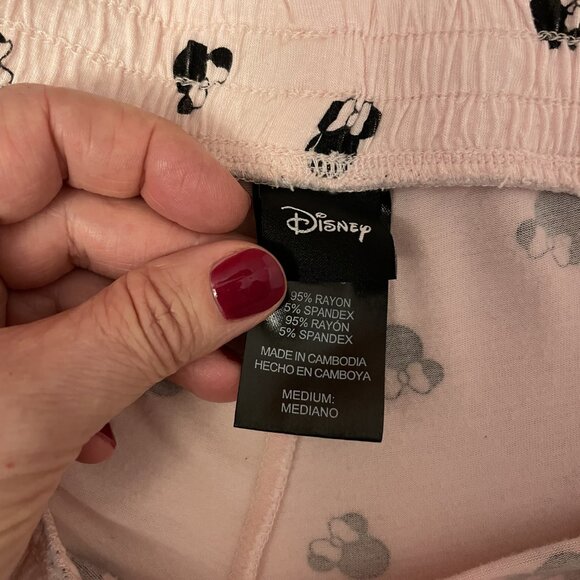 Disney
95% RAYON
5% SPANDEX
95% RAYÓN
5% SPANDEX
MADE IN CAMBODIA
HECHO EN CAMBOYA
MEDIUM:
MEDIANO